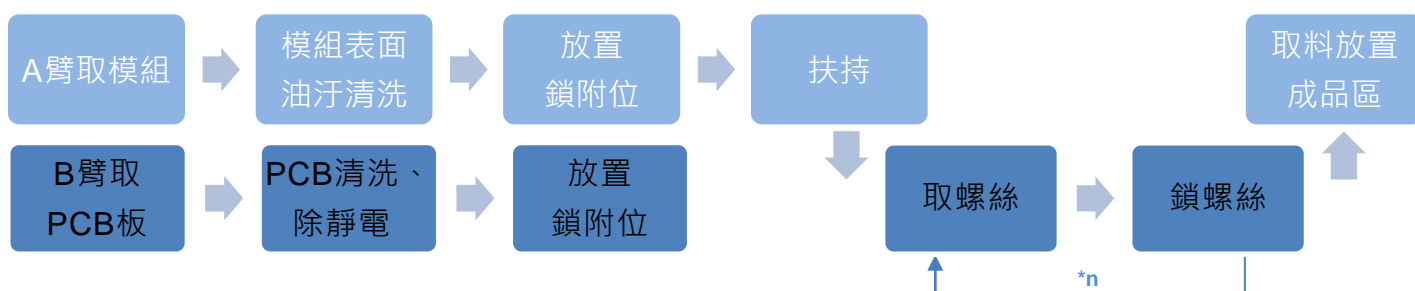 A臂取模組
模組表面
油汙清洗
放置
鎖附位
扶持
取料放置
成品區
B臂取
PCB板
PCB清洗、
除靜電
放置
鎖附位
取螺絲
鎖螺絲
*n